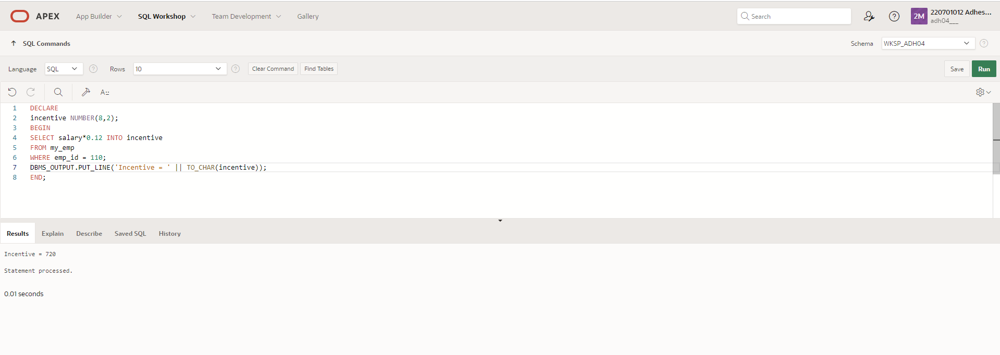 APEX App Builder SQL Workshop Team Development Gallery Search 2M 220701012 Adhes...
adh04___
SQL Commands Schema WKSP_ADH04
Language SQL Rows 10 Clear Command Find Tables Save Run
A::
1 DECLARE
2 incentive NUMBER(8,2);
3 BEGIN
4 SELECT salary*0.12 INTO incentive
5 FROM my_emp
6 WHERE emp_id = 110;
7 DBMS_OUTPUT.PUT_LINE('Incentive = ' || TO_CHAR(incentive));
8 END;
Results Explain Describe Saved SQL History
Incentive = 720
Statement processed.
0.01 seconds